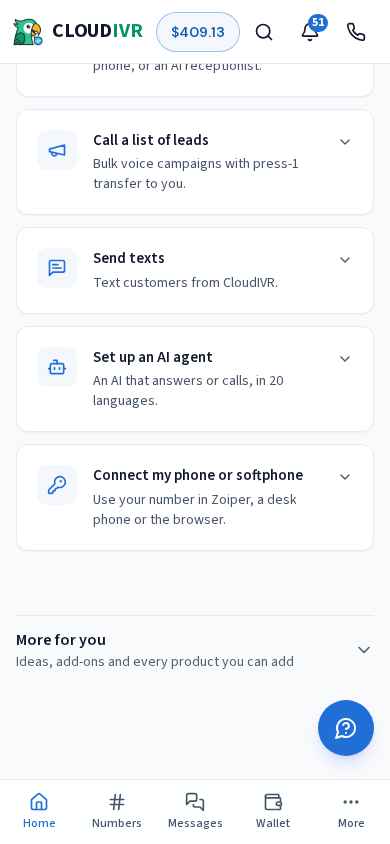 CLOUDIVR
$409.13
51
phone, or an AI receptionist.
Call a list of leads
Bulk voice campaigns with press-1
transfer to you.
Send texts
Text customers from CloudIVR.
Set up an AI agent
An AI that answers or calls, in 20
languages.
Connect my phone or softphone
Use your number in Zoiper, a desk
phone or the browser.
More for you
Ideas, add-ons and every product you can add
Home
Numbers
Messages
Wallet
More